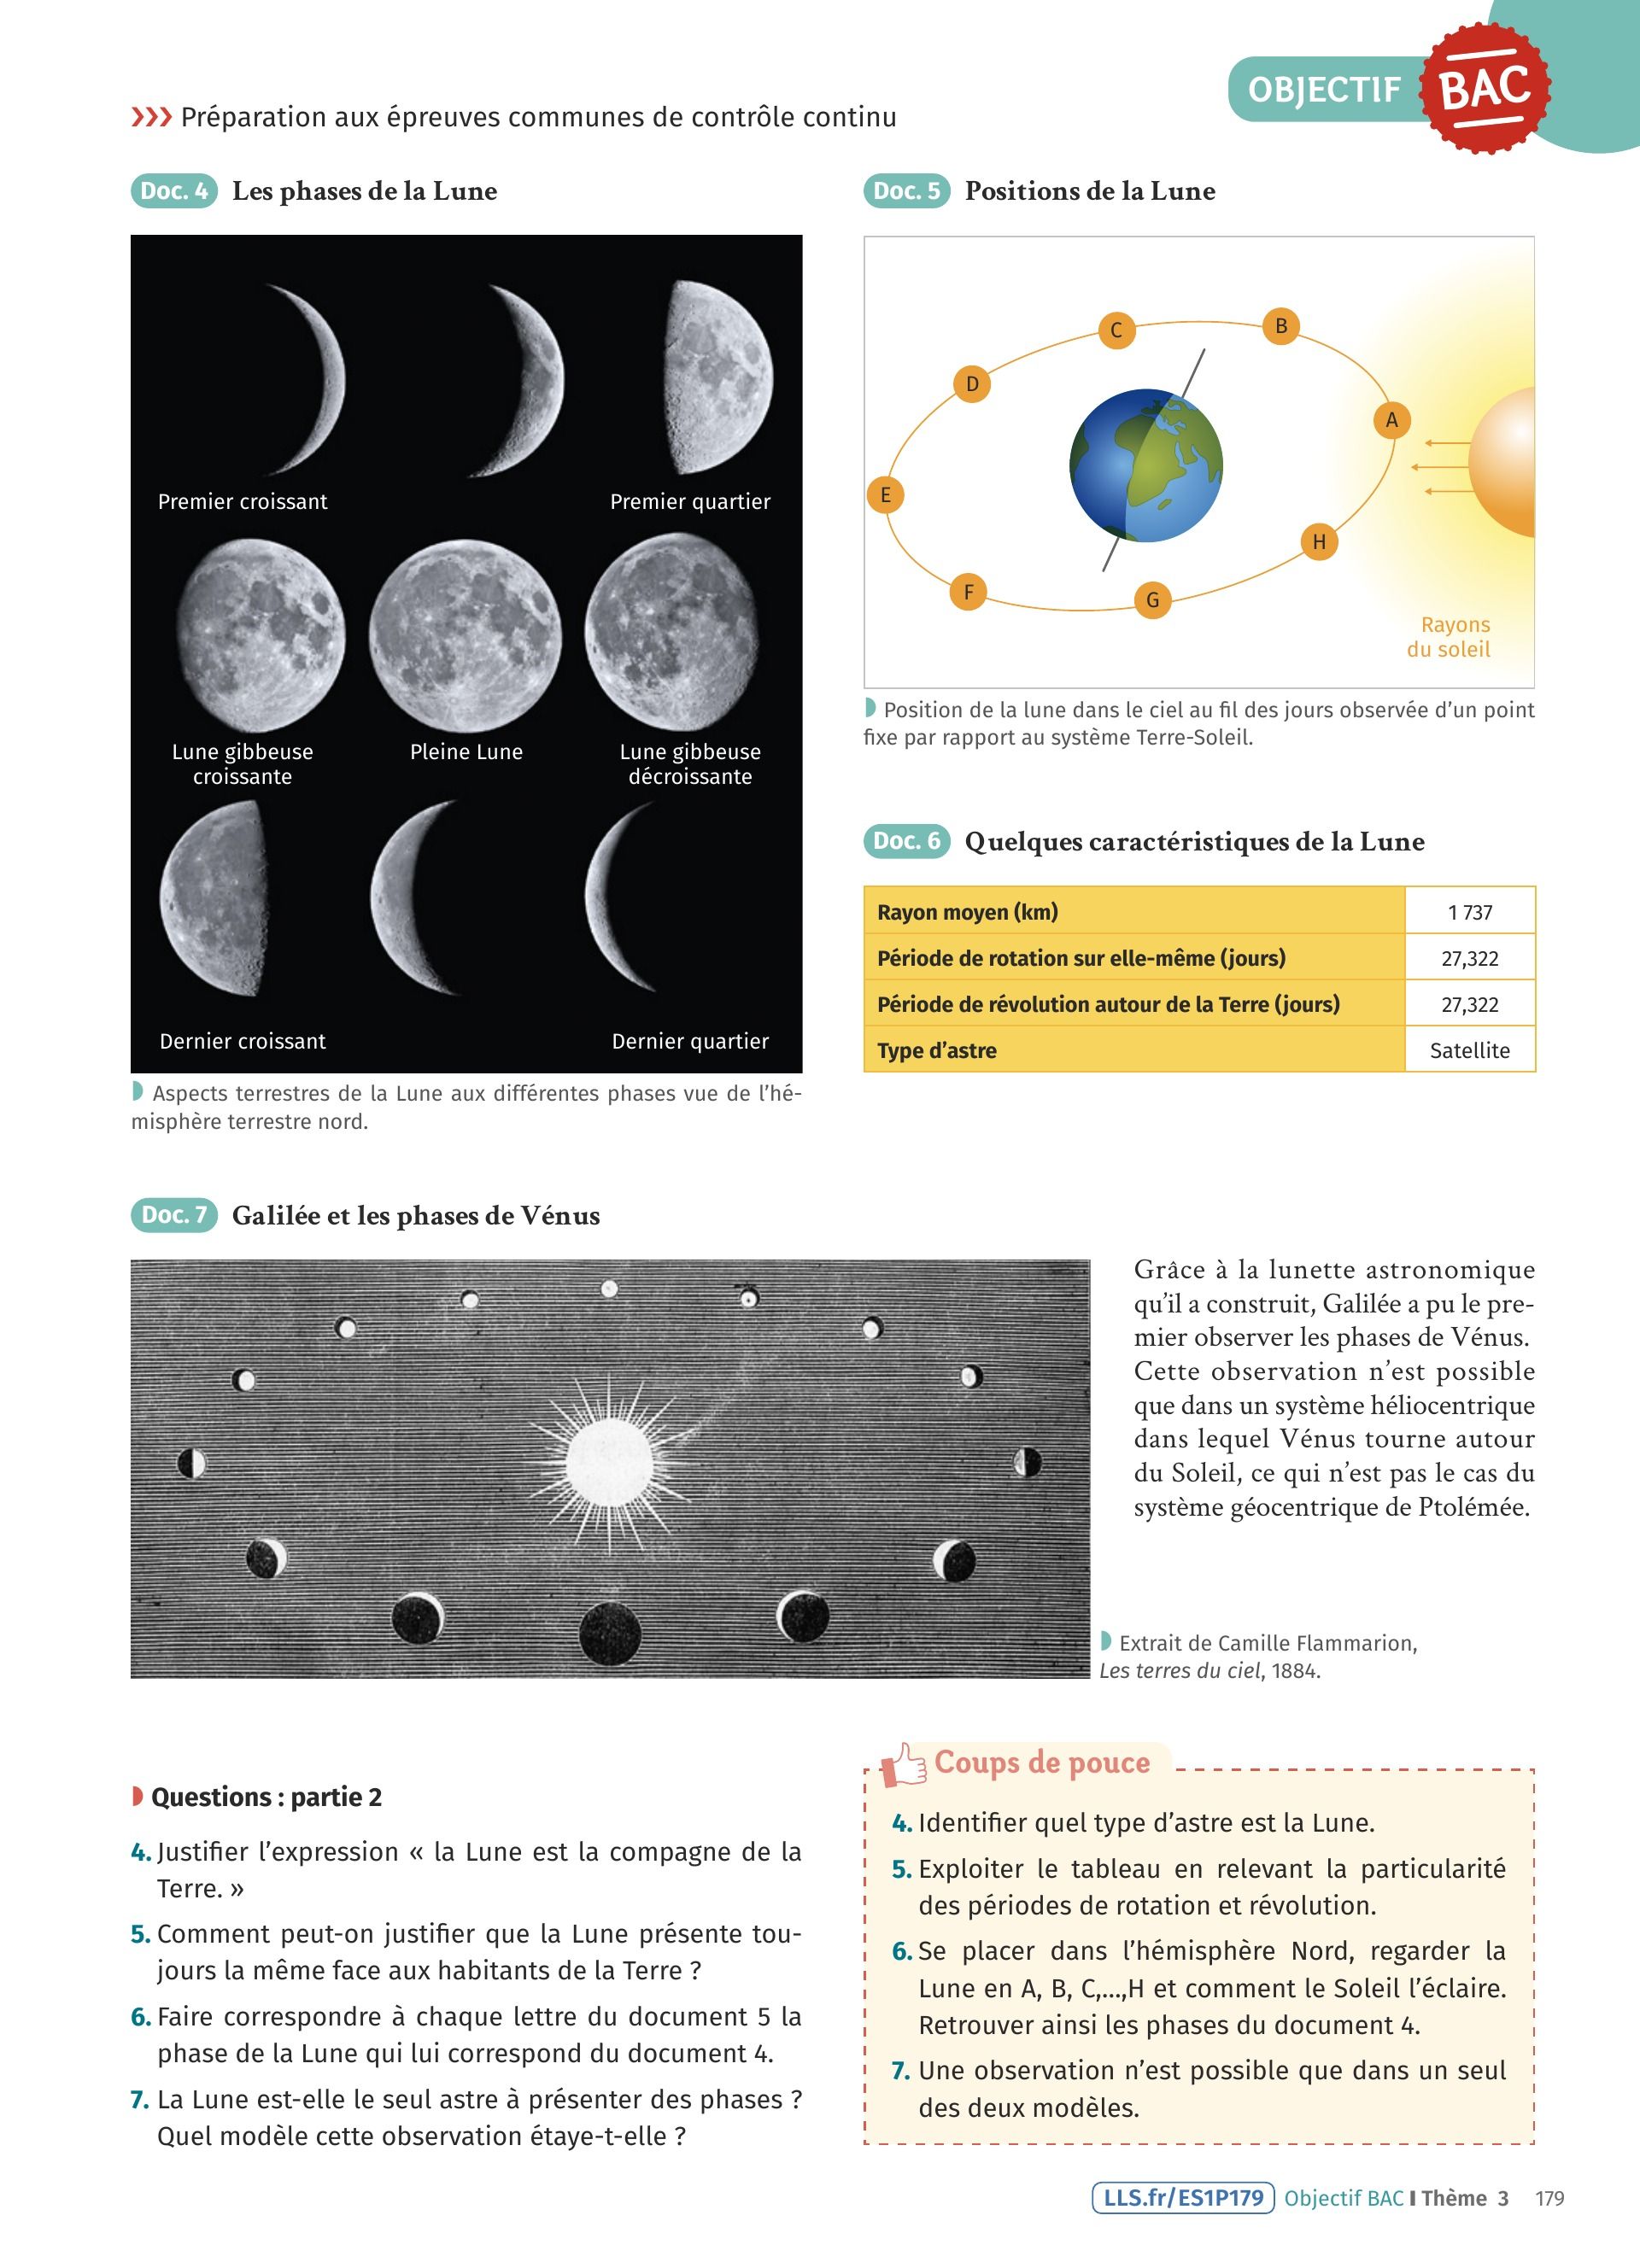 OBJECTIF BAC
Préparation aux épreuves communes de contrôle continu
Doc. 4 Les phases de la Lune
Premier croissant
Premier quartier
Lune gibbeuse
croissante
Pleine Lune
Lune gibbeuse
décroissante
Dernier croissant
Dernier quartier
Aspects terrestres de la Lune aux différentes phases vue de l'hé-
misphère terrestre nord.
Doc. 5 Positions de la Lune
C
B
D
A
E
H
F
G
Rayons
du soleil
Position de la lune dans le ciel au fil des jours observée d'un point
fixe par rapport au système Terre-Soleil.
Doc. 6 Quelques caractéristiques de la Lune
Rayon moyen (km) 1 737
Période de rotation sur elle-même (jours) 27,322
Période de révolution autour de la Terre (jours) 27,322
Type d'astre Satellite
Doc. 7 Galilée et les phases de Vénus
Grâce à la lunette astronomique
qu'il a construit, Galilée a pu le pre-
mier observer les phases de Vénus.
Cette observation n'est possible
que dans un système héliocentrique
dans lequel Vénus tourne autour
du Soleil, ce qui n'est pas le cas du
système géocentrique de Ptolémée.
Extrait de Camille Flammarion,
Les terres du ciel, 1884.
Questions : partie 2
4. Justifier l'expression « la Lune est la compagne de la
Terre. »
5. Comment peut-on justifier que la Lune présente tou-
jours la même face aux habitants de la Terre ?
6. Faire correspondre à chaque lettre du document 5 la
phase de la Lune qui lui correspond du document 4.
7. La Lune est-elle le seul astre à présenter des phases ?
Quel modèle cette observation étaye-t-elle ?
Coups de pouce
4. Identifier quel type d'astre est la Lune.
5. Exploiter le tableau en relevant la particularité
des périodes de rotation et révolution.
6. Se placer dans l'hémisphère Nord, regarder la
Lune en A, B, C,...,H et comment le Soleil l'éclaire.
Retrouver ainsi les phases du document 4.
7. Une observation n'est possible que dans un seul
des deux modèles.
LLS.fr/ES1P179 Objectif BAC I Thème 3 179